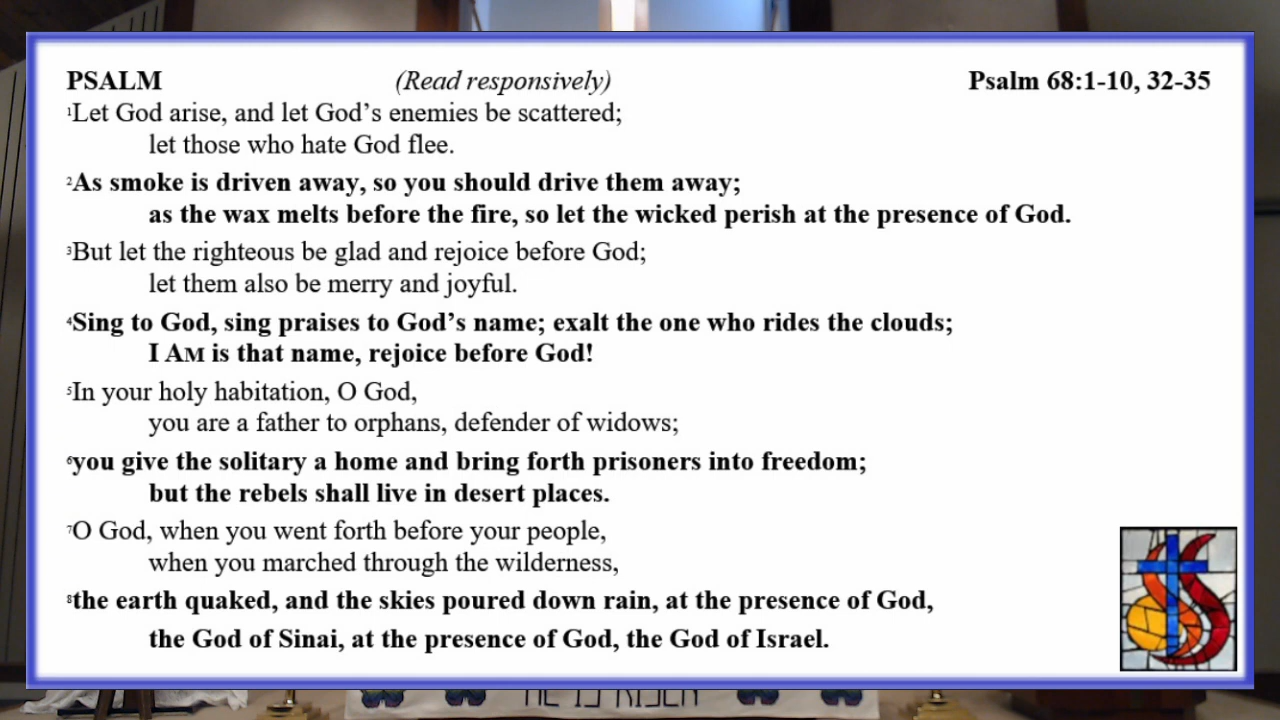 PSALM (Read responsively) Psalm 68:1-10, 32-35
¹Let God arise, and let God’s enemies be scattered;
let those who hate God flee.
²As smoke is driven away, so you should drive them away;
as the wax melts before the fire, so let the wicked perish at the presence of God.
³But let the righteous be glad and rejoice before God;
let them also be merry and joyful.
⁴Sing to God, sing praises to God’s name; exalt the one who rides the clouds;
I AM is that name, rejoice before God!
⁵In your holy habitation, O God,
you are a father to orphans, defender of widows;
⁶you give the solitary a home and bring forth prisoners into freedom;
but the rebels shall live in desert places.
⁷O God, when you went forth before your people,
when you marched through the wilderness,
⁸the earth quaked, and the skies poured down rain, at the presence of God,
the God of Sinai, at the presence of God, the God of Israel.
HE IS RISEN